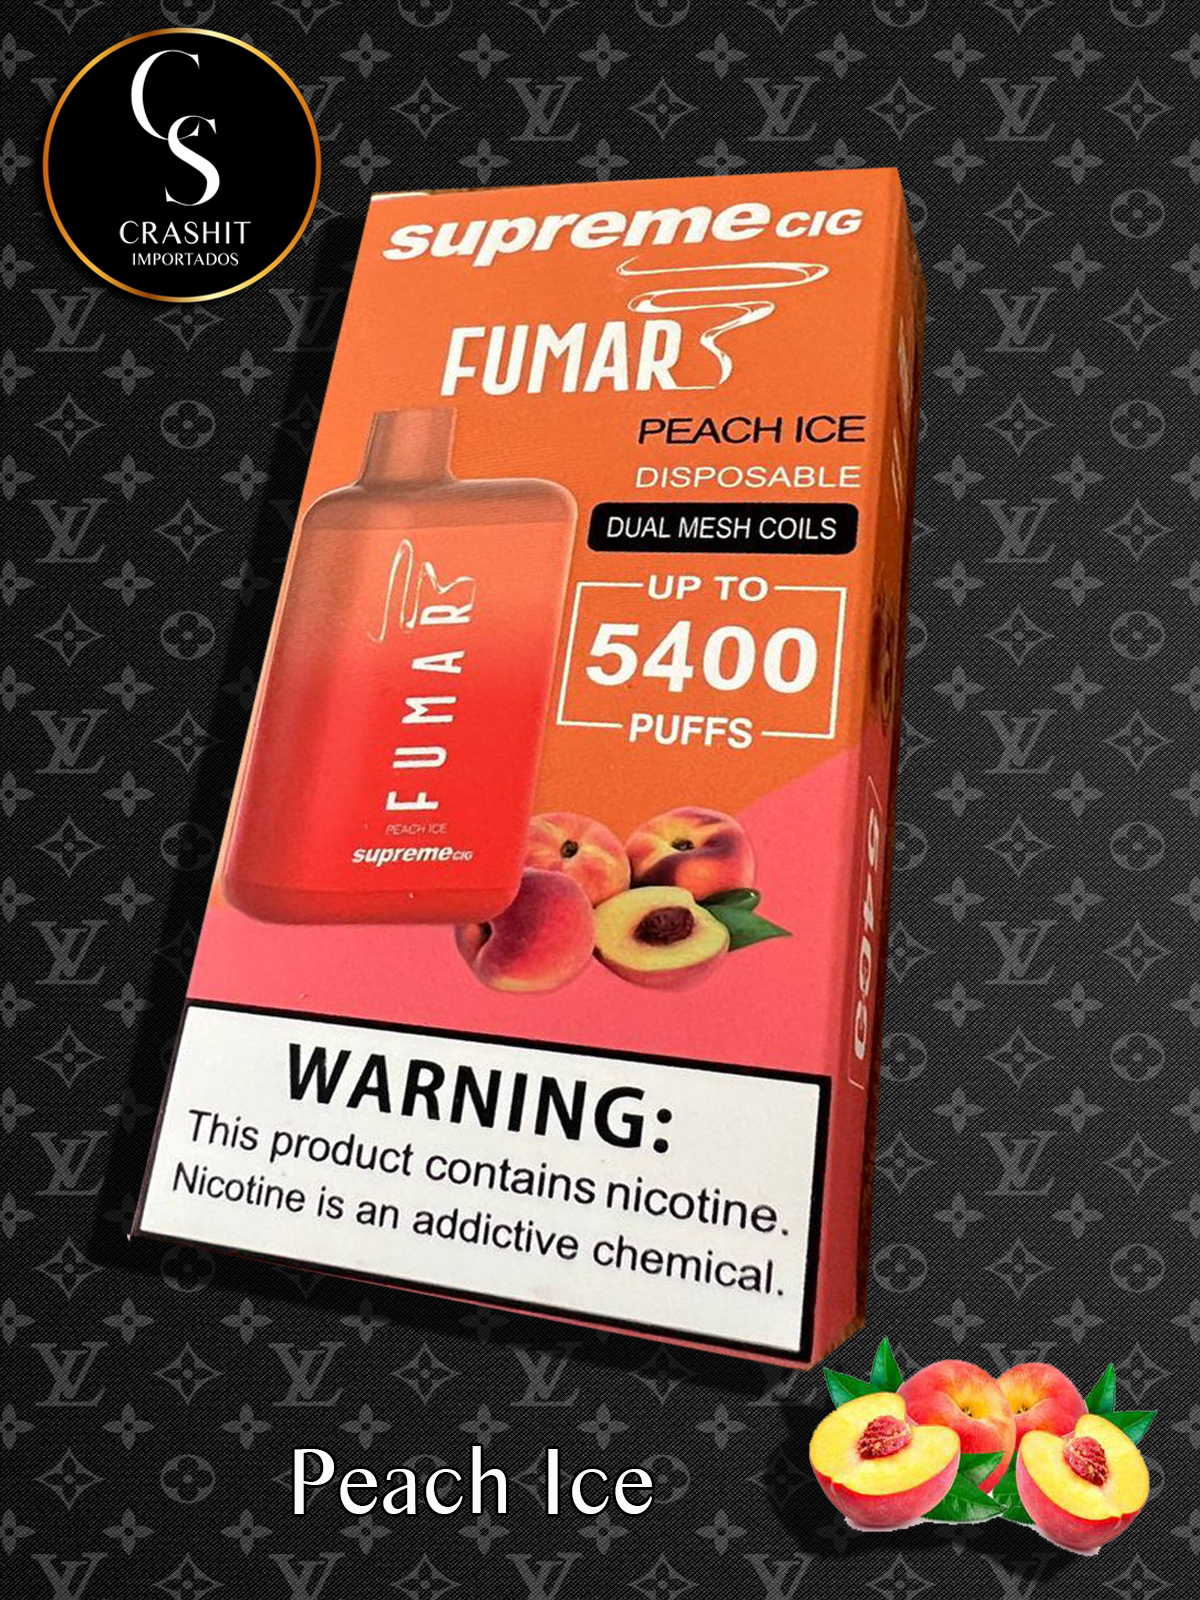 CS
CRASHIT
IMPORTADOS
supreme CIG
FUMAR
PEACH ICE
DISPOSABLE
DUAL MESH COILS
UP TO
5400
PUFFS
FUMAR
PEACH ICE
supreme CIG
5400
WARNING:
This product contains nicotine.
Nicotine is an addictive chemical.
Peach Ice